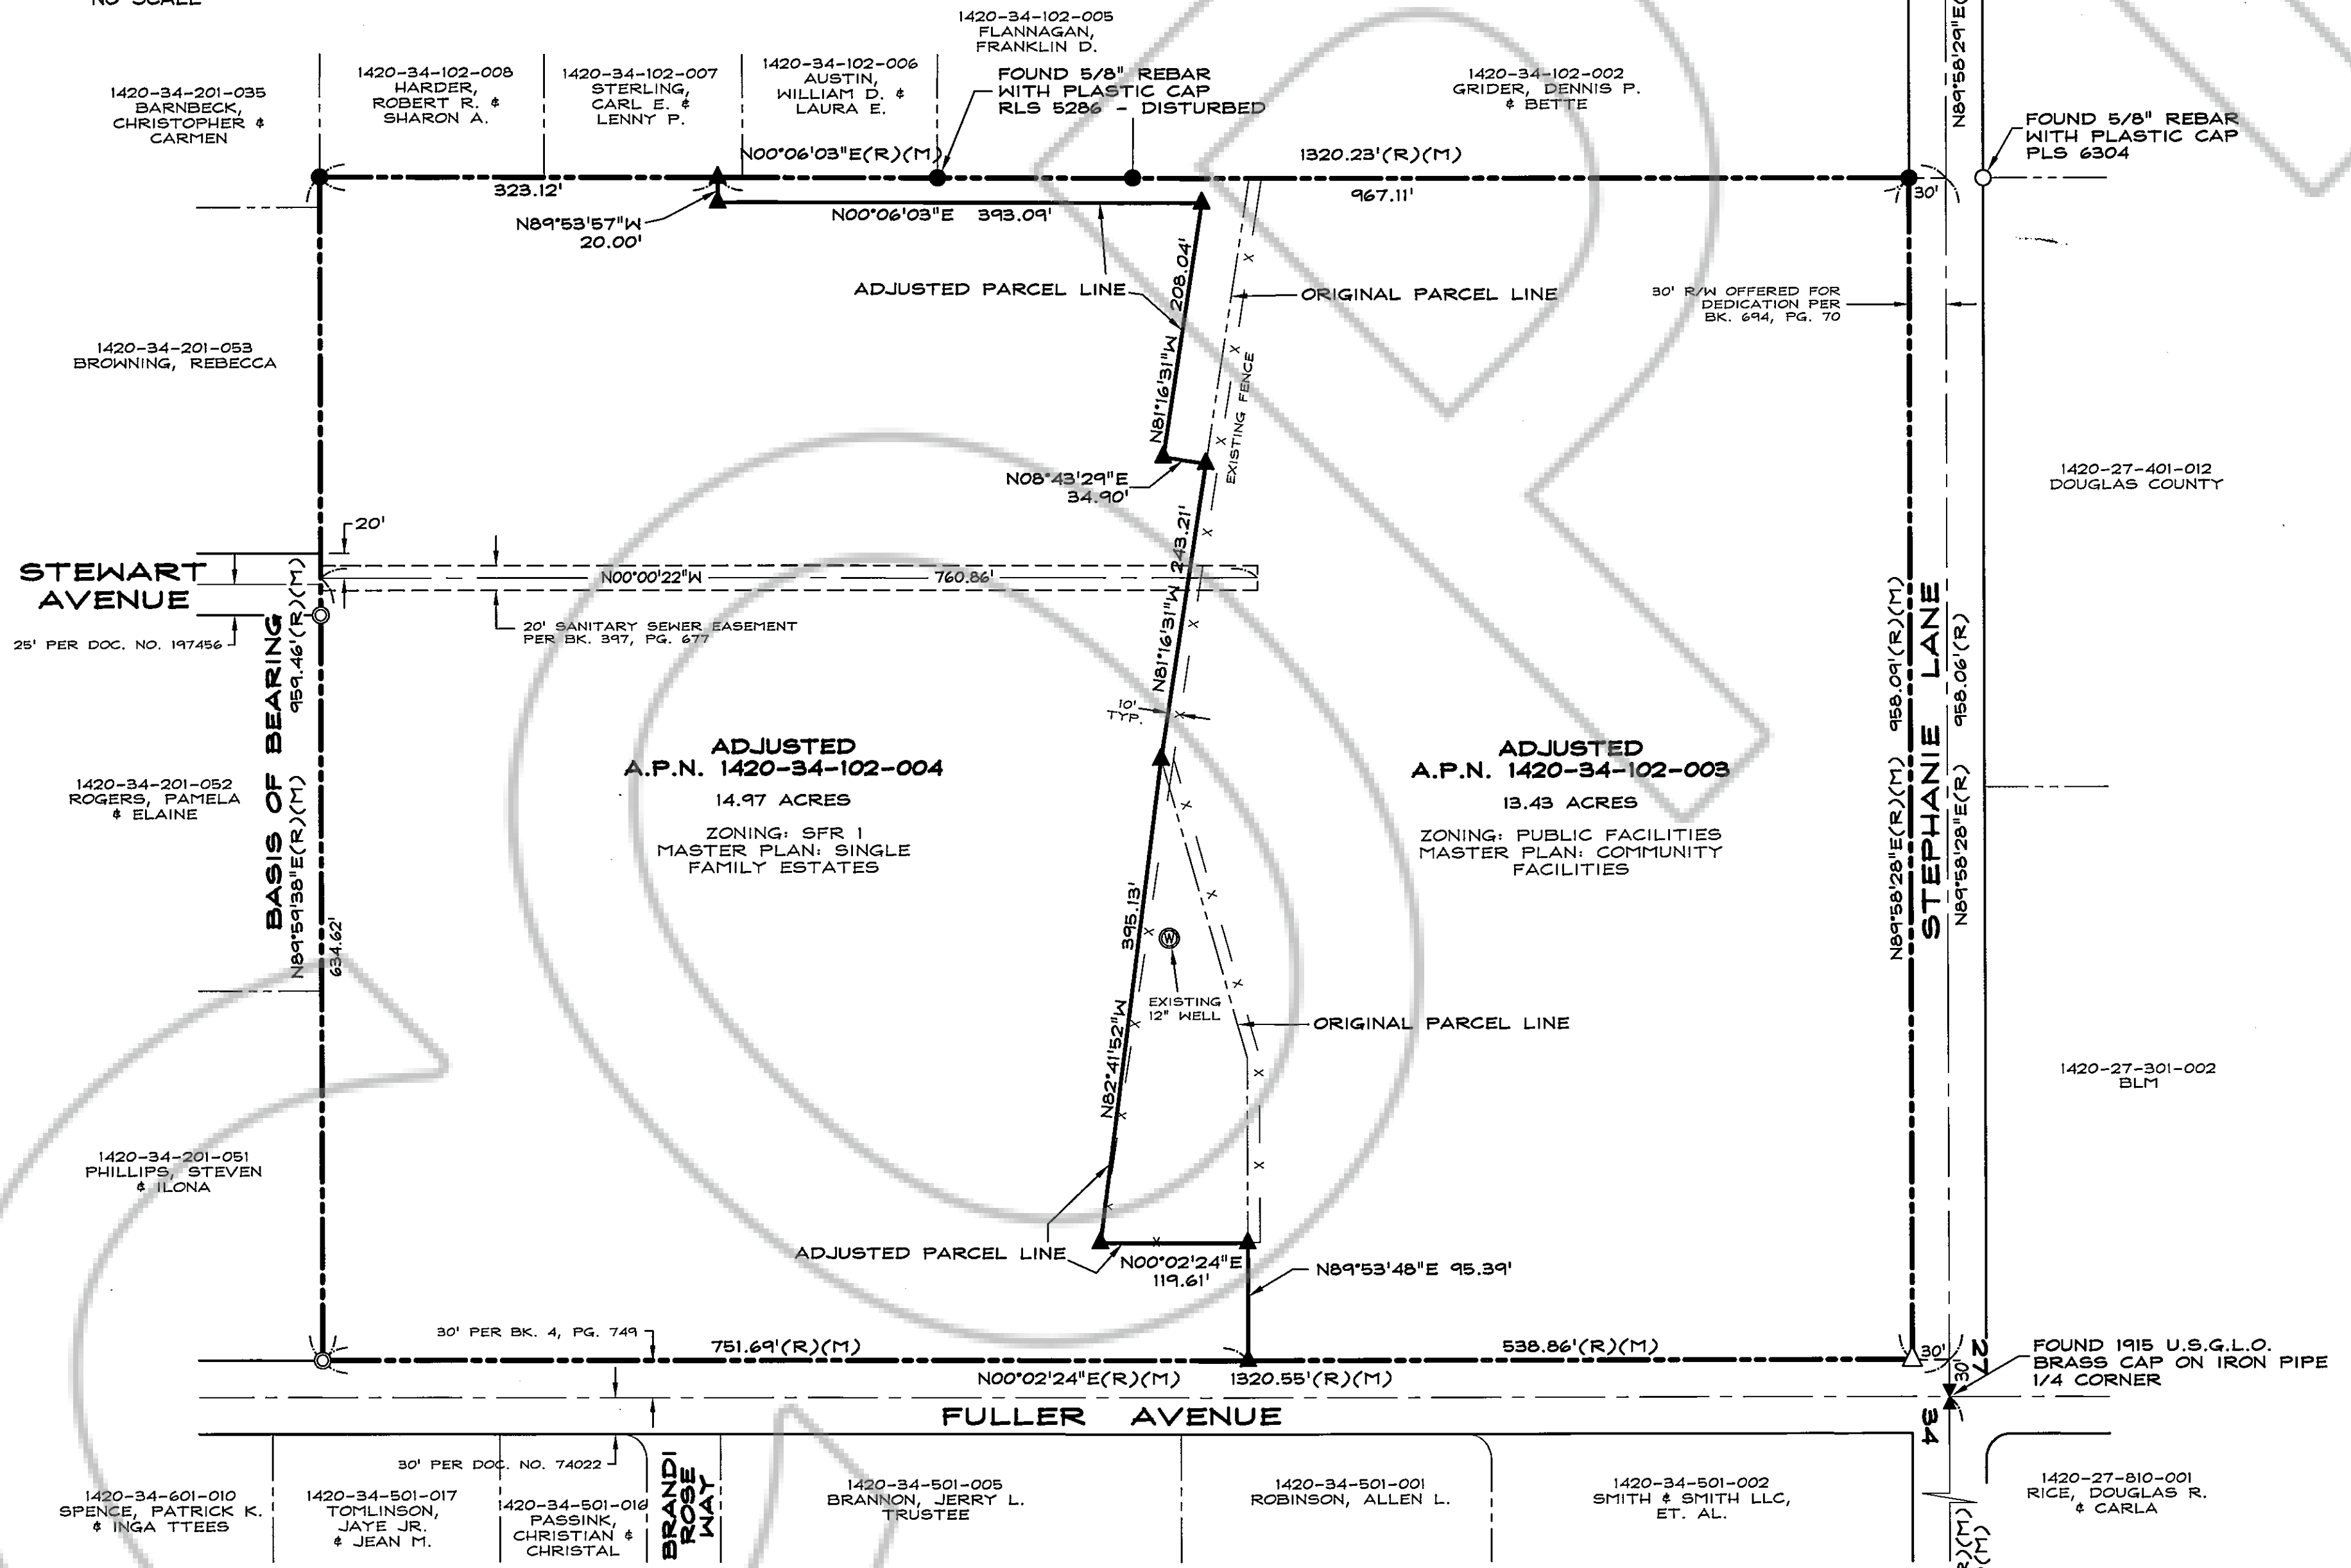 NO SCALE
1420-34-102-005
FLANNAGAN,
FRANKLIN D.
1420-34-201-035
BARNBECK,
CHRISTOPHER &
CARMEN
1420-34-102-008
HARDER,
ROBERT R. &
SHARON A.
1420-34-102-007
STERLING,
CARL E. &
LENNY P.
1420-34-102-006
AUSTIN,
WILLIAM D. &
LAURA E.
FOUND 5/8" REBAR
WITH PLASTIC CAP
RLS 5286 - DISTURBED
1420-34-102-002
GRIDER, DENNIS P.
& BETTE
N89°58'29"E(
FOUND 5/8" REBAR
WITH PLASTIC CAP
PLS 6304
N00°06'03"E(R)(M)
1320.23'(R)(M)
323.12'
967.11'
30'
N89°53'57"W
20.00'
N00°06'03"E 393.09'
ADJUSTED PARCEL LINE
N81°16'31"W 208.04'
ORIGINAL PARCEL LINE
EXISTING FENCE
30' R/W OFFERED FOR
DEDICATION PER
BK. 694, PG. 70
1420-34-201-053
BROWNING, REBECCA
N08°43'29"E
34.90'
1420-27-401-012
DOUGLAS COUNTY
20'
STEWART
AVENUE
25' PER DOC. NO. 197456
N00°00'22"W
760.86'
20' SANITARY SEWER EASEMENT
PER BK. 397, PG. 677
N81°16'31"W 243.21'
10'
TYP.
BASIS OF BEARING
N89°59'38"E(R)(M) 959.46'(R)(M)
634.62'
ADJUSTED
A.P.N. 1420-34-102-004
14.97 ACRES
ZONING: SFR 1
MASTER PLAN: SINGLE
FAMILY ESTATES
ADJUSTED
A.P.N. 1420-34-102-003
13.43 ACRES
ZONING: PUBLIC FACILITIES
MASTER PLAN: COMMUNITY
FACILITIES
N89°58'28"E(R)(M) 958.09'(R)(M)
STEPHANIE LANE
N89°58'28"E(R) 958.06'(R)
1420-34-201-052
ROGERS, PAMELA
& ELAINE
N82°41'52"W 395.13'
W
EXISTING
12" WELL
ORIGINAL PARCEL LINE
1420-27-301-002
BLM
1420-34-201-051
PHILLIPS, STEVEN
& ILONA
ADJUSTED PARCEL LINE
N00°02'24"E
119.61'
N89°53'48"E 95.39'
30' PER BK. 4, PG. 749
751.69'(R)(M)
538.86'(R)(M)
30'
30'
27
34
FOUND 1915 U.S.G.L.O.
BRASS CAP ON IRON PIPE
1/4 CORNER
N00°02'24"E(R)(M) 1320.55'(R)(M)
FULLER AVENUE
30' PER DOC. NO. 74022
BRANDI
ROSE
WAY
1420-34-601-010
SPENCE, PATRICK K.
& INGA TTEES
1420-34-501-017
TOMLINSON,
JAYE JR.
& JEAN M.
1420-34-501-016
PASSINK,
CHRISTIAN &
CHRISTAL
1420-34-501-005
BRANNON, JERRY L.
TRUSTEE
1420-34-501-001
ROBINSON, ALLEN L.
1420-34-501-002
SMITH & SMITH LLC,
ET. AL.
1420-27-810-001
RICE, DOUGLAS R.
& CARLA
R)(M)
(M)